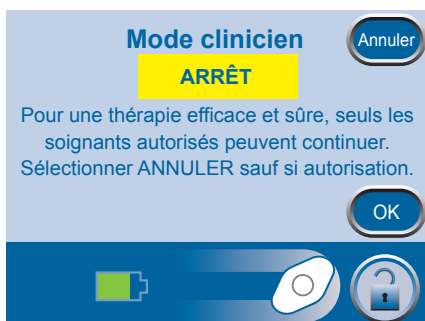 Mode clinicien
Annuler
ARRÊT
Pour une thérapie efficace et sûre, seuls les
soignants autorisés peuvent continuer.
Sélectionner ANNULER sauf si autorisation.
OK